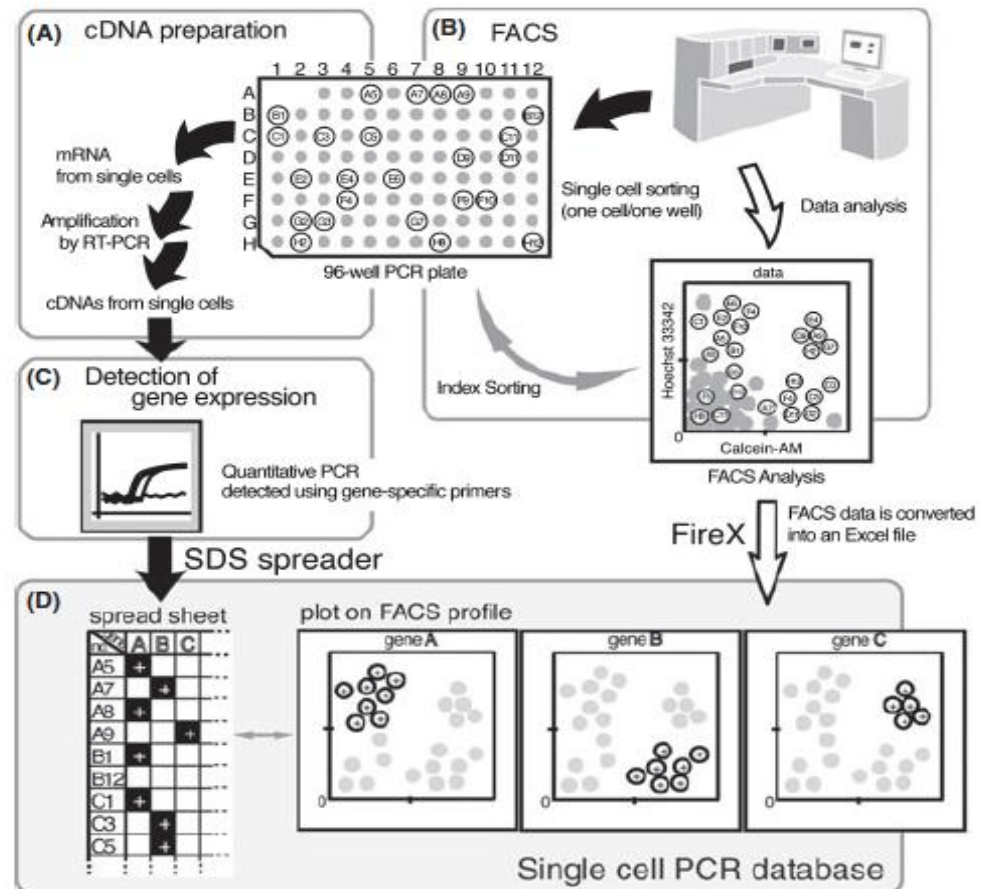 (A) cDNA preparation
(B) FACS
1 2 3 4 5 6 7 8 9 10 11 12
A A5 A7 A8 A9
B B1 B12
C C1 C3 C5 C11
D D9 D11
E E2 E4 E6
F F4 F9 F10
G G2 G3 G7
H H2 H8 H12
96-well PCR plate
mRNA
from single cells
Amplification
by RT-PCR
cDNAs from single cells
Single cell sorting
(one cell/one well)
Data analysis
data
Hoechst 33342
0
Calcein-AM
FACS Analysis
Index Sorting
(C) Detection of
gene expression
Quantitative PCR
detected using gene-specific primers
SDS spreader
FireX
FACS data is converted
into an Excel file
(D)
spread sheet
A B C
A5 +
A7 +
A8 +
A9 +
B1 +
B12
C1 +
C3 +
C5 +
plot on FACS profile
gene A
0
gene B
0
gene C
0
Single cell PCR database